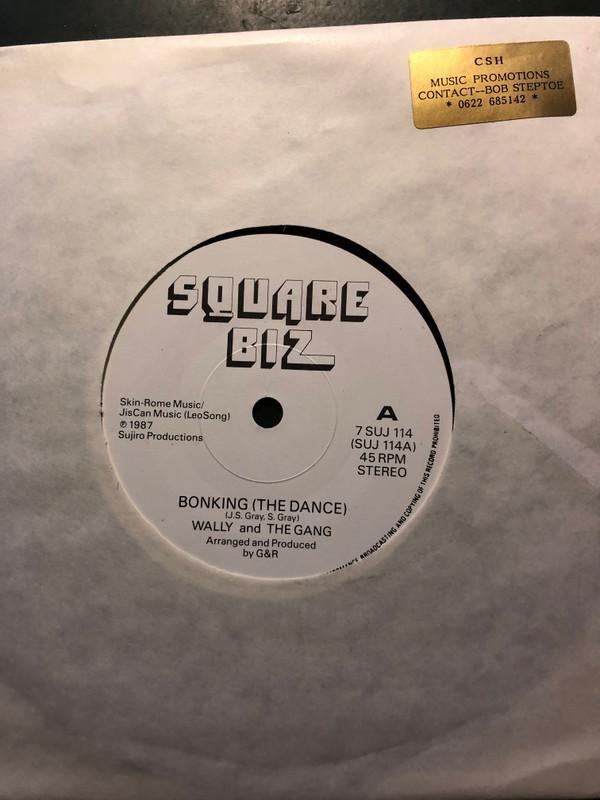 CSH
MUSIC PROMOTIONS
CONTACT--BOB STEPTOE
* 0622 685142 *
SQUARE
BIZ
Skin-Rome Music/
JisCan Music (LeoSong)
℗ 1987
Sujiro Productions
A
7 SUJ 114
(SUJ 114A)
45 RPM
STEREO
BONKING (THE DANCE)
(J.S. Gray, S. Gray)
WALLY and THE GANG
Arranged and Produced
by G&R
BROADCASTING AND COPYING OF THIS RECORD PROHIBITED